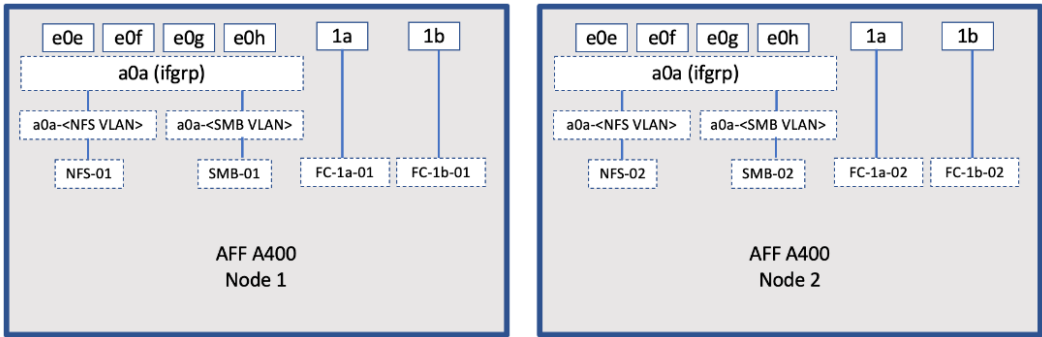 e0e e0f e0g e0h 1a 1b
a0a (ifgrp)
a0a-<NFS VLAN> a0a-<SMB VLAN>
NFS-01 SMB-01 FC-1a-01 FC-1b-01
AFF A400
Node 1
e0e e0f e0g e0h 1a 1b
a0a (ifgrp)
a0a-<NFS VLAN> a0a-<SMB VLAN>
NFS-02 SMB-02 FC-1a-02 FC-1b-02
AFF A400
Node 2